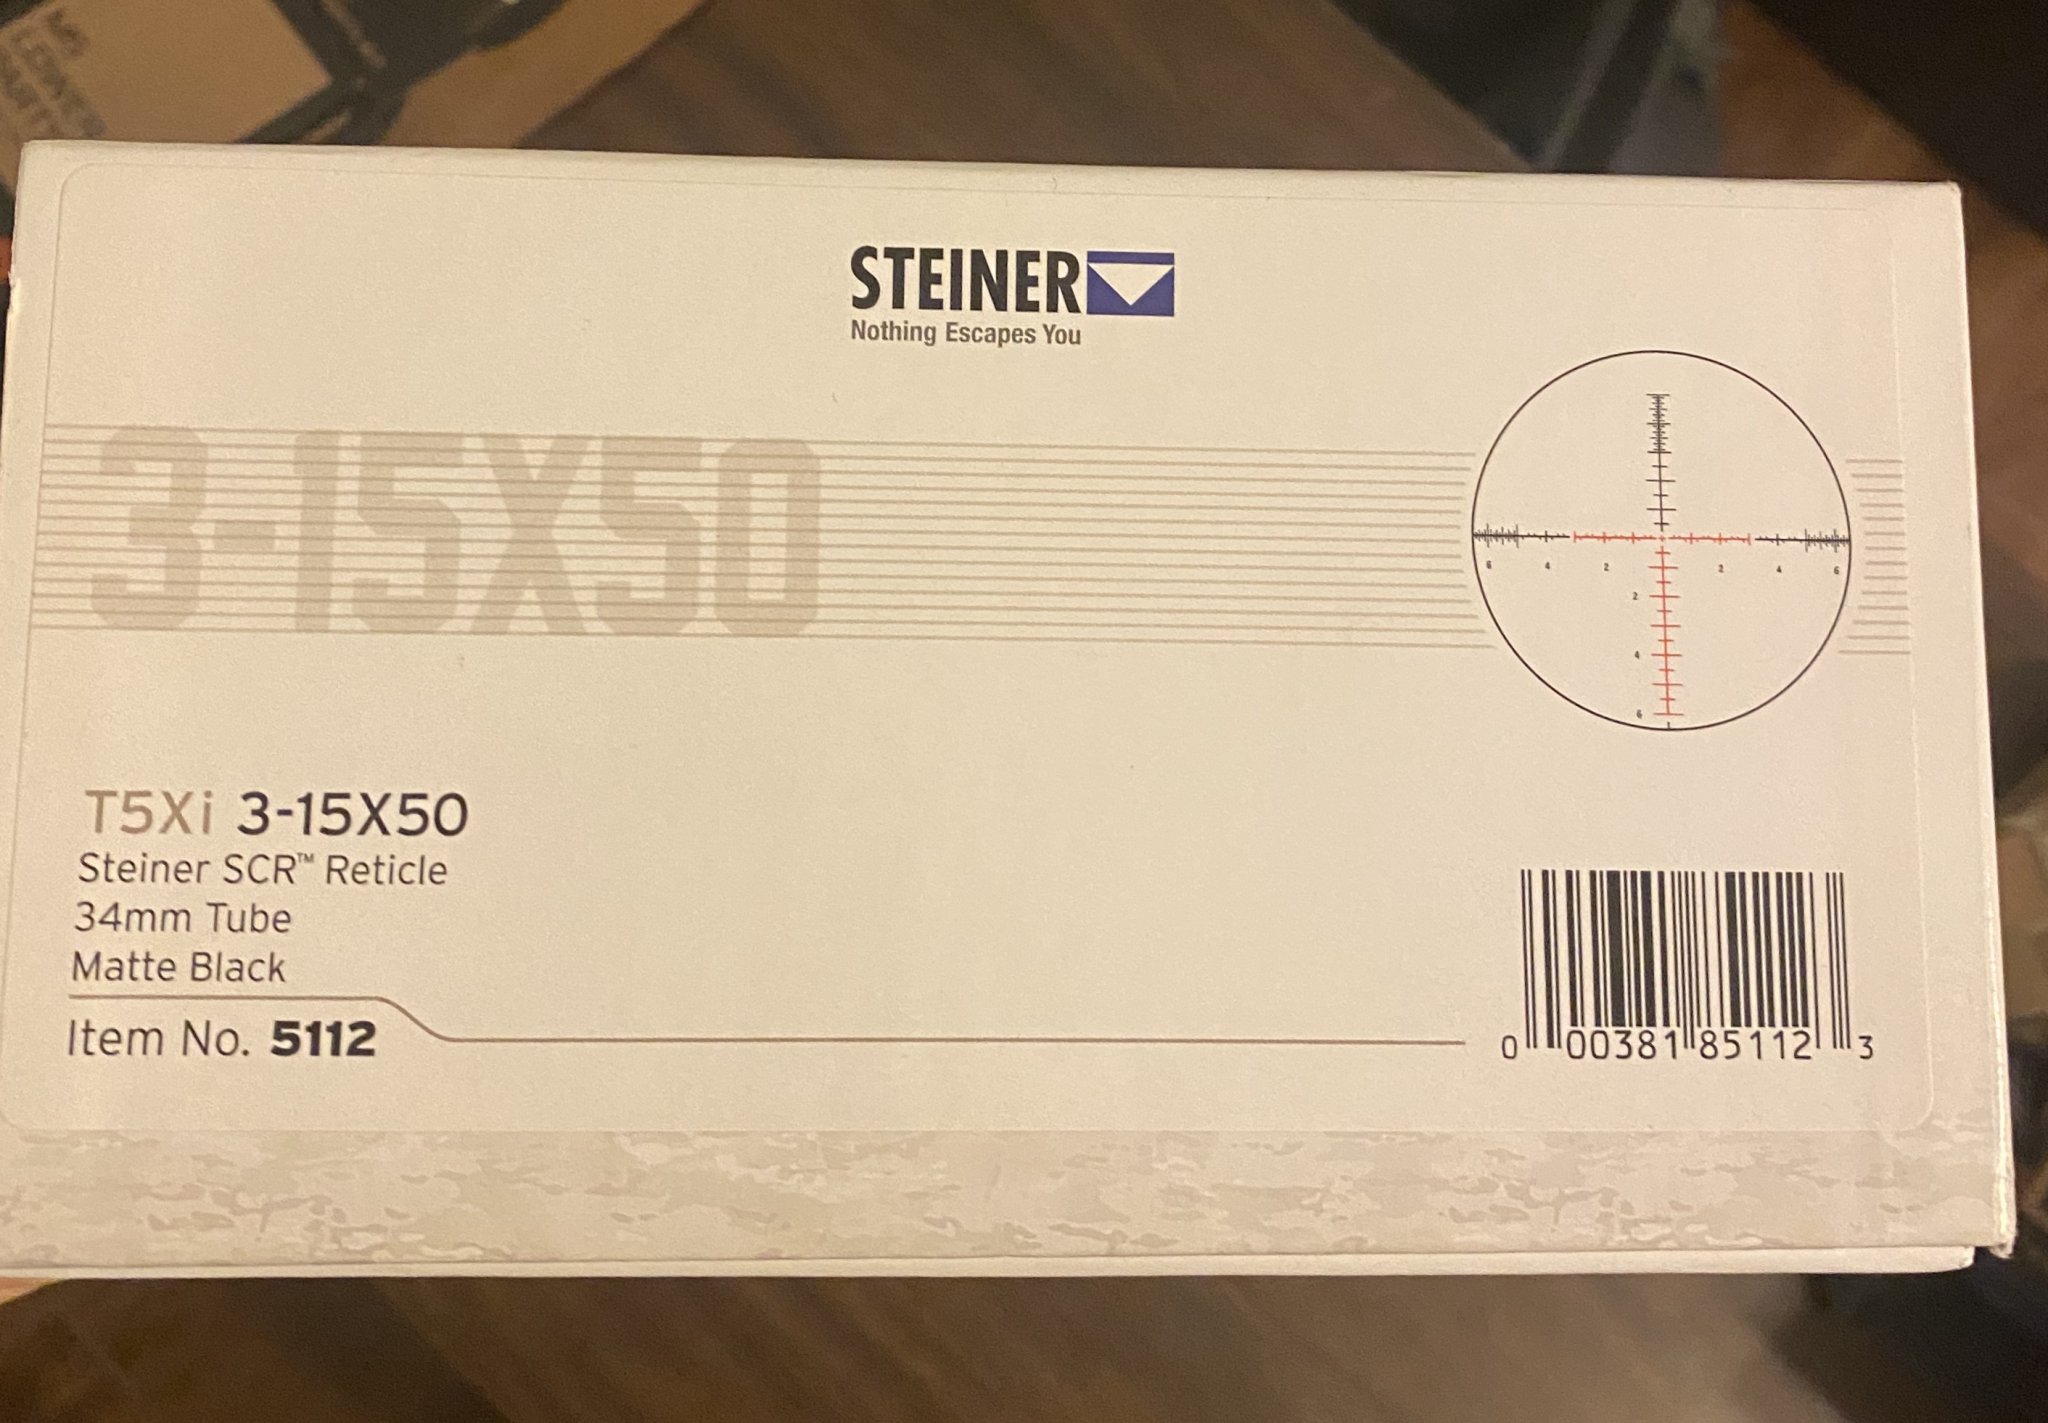 STEINER
Nothing Escapes You
3-15X50
6 4 2 2 4 6
2
4
6
T5Xi 3-15X50
Steiner SCR™ Reticle
34mm Tube
Matte Black
Item No. 5112
0 00381 85112 3